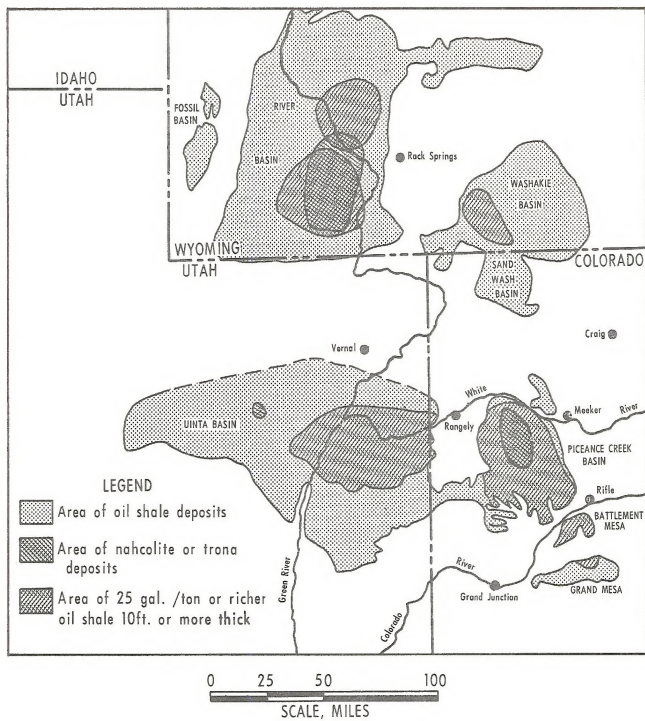 IDAHO
UTAH
FOSSIL
BASIN
RIVER
BASIN
Rock Springs
WASHAKIE
BASIN
WYOMING
UTAH
COLORADO
SAND
WASH
BASIN
Craig
Vernal
UINTA BASIN
White
River
Rangely
Meeker
PICEANCE CREEK
BASIN
Rifle
BATTLEMENT
MESA
GRAND MESA
Green River
Colorado
River
Grand Junction
LEGEND
Area of oil shale deposits
Area of nahcolite or trona
deposits
Area of 25 gal. /ton or richer
oil shale 10ft. or more thick
0 25 50 100
SCALE, MILES